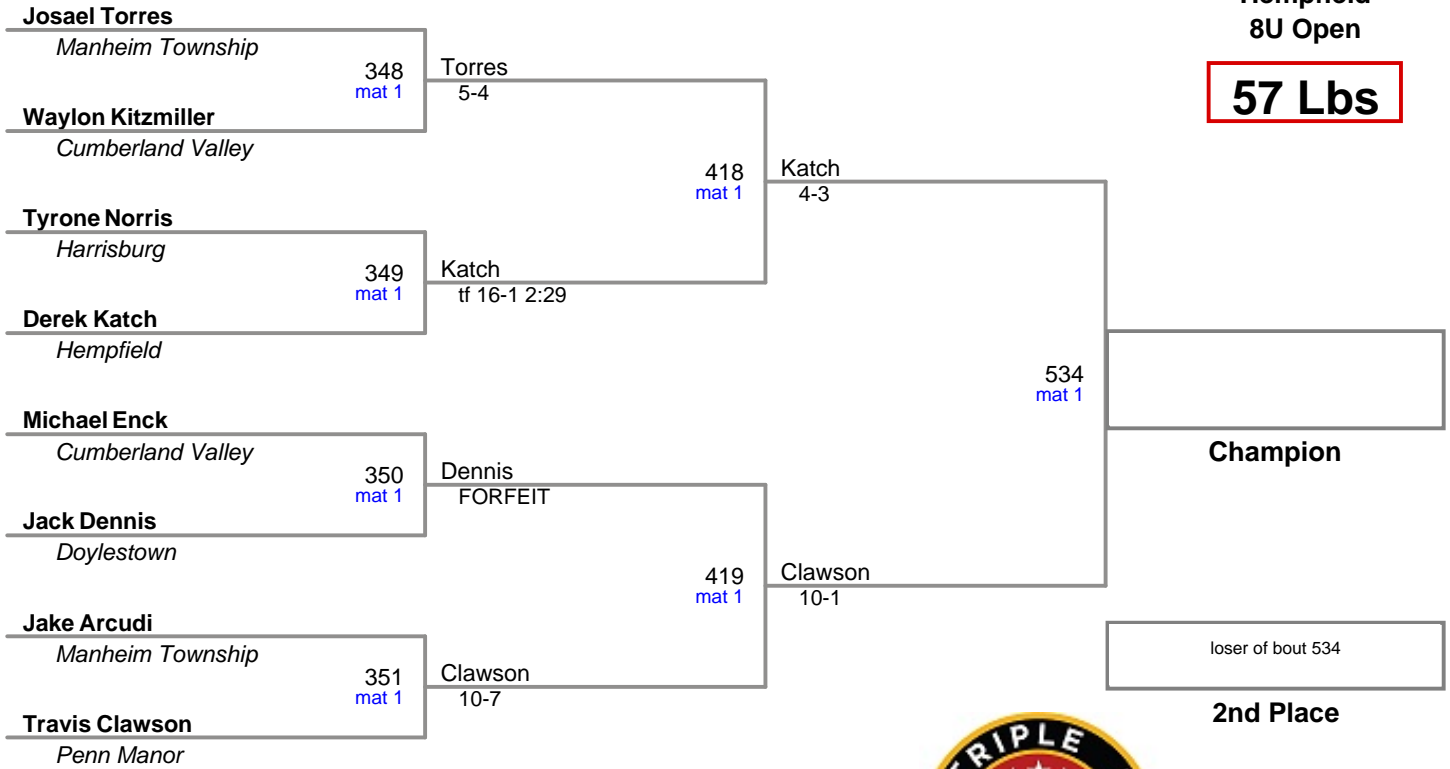 Josael Torres
Manheim Township
348
mat 1
Torres
5-4
Waylon Kitzmiller
Cumberland Valley
418
mat 1
Katch
4-3
Tyrone Norris
Harrisburg
349
mat 1
Katch
tf 16-1 2:29
Derek Katch
Hempfield
534
mat 1
Michael Enck
Cumberland Valley
350
mat 1
Dennis
FORFEIT
Jack Dennis
Doylestown
419
mat 1
Clawson
10-1
Jake Arcudi
Manheim Township
351
mat 1
Clawson
10-7
Travis Clawson
Penn Manor
8U Open
57 Lbs
Champion
loser of bout 534
2nd Place
TRIPLE